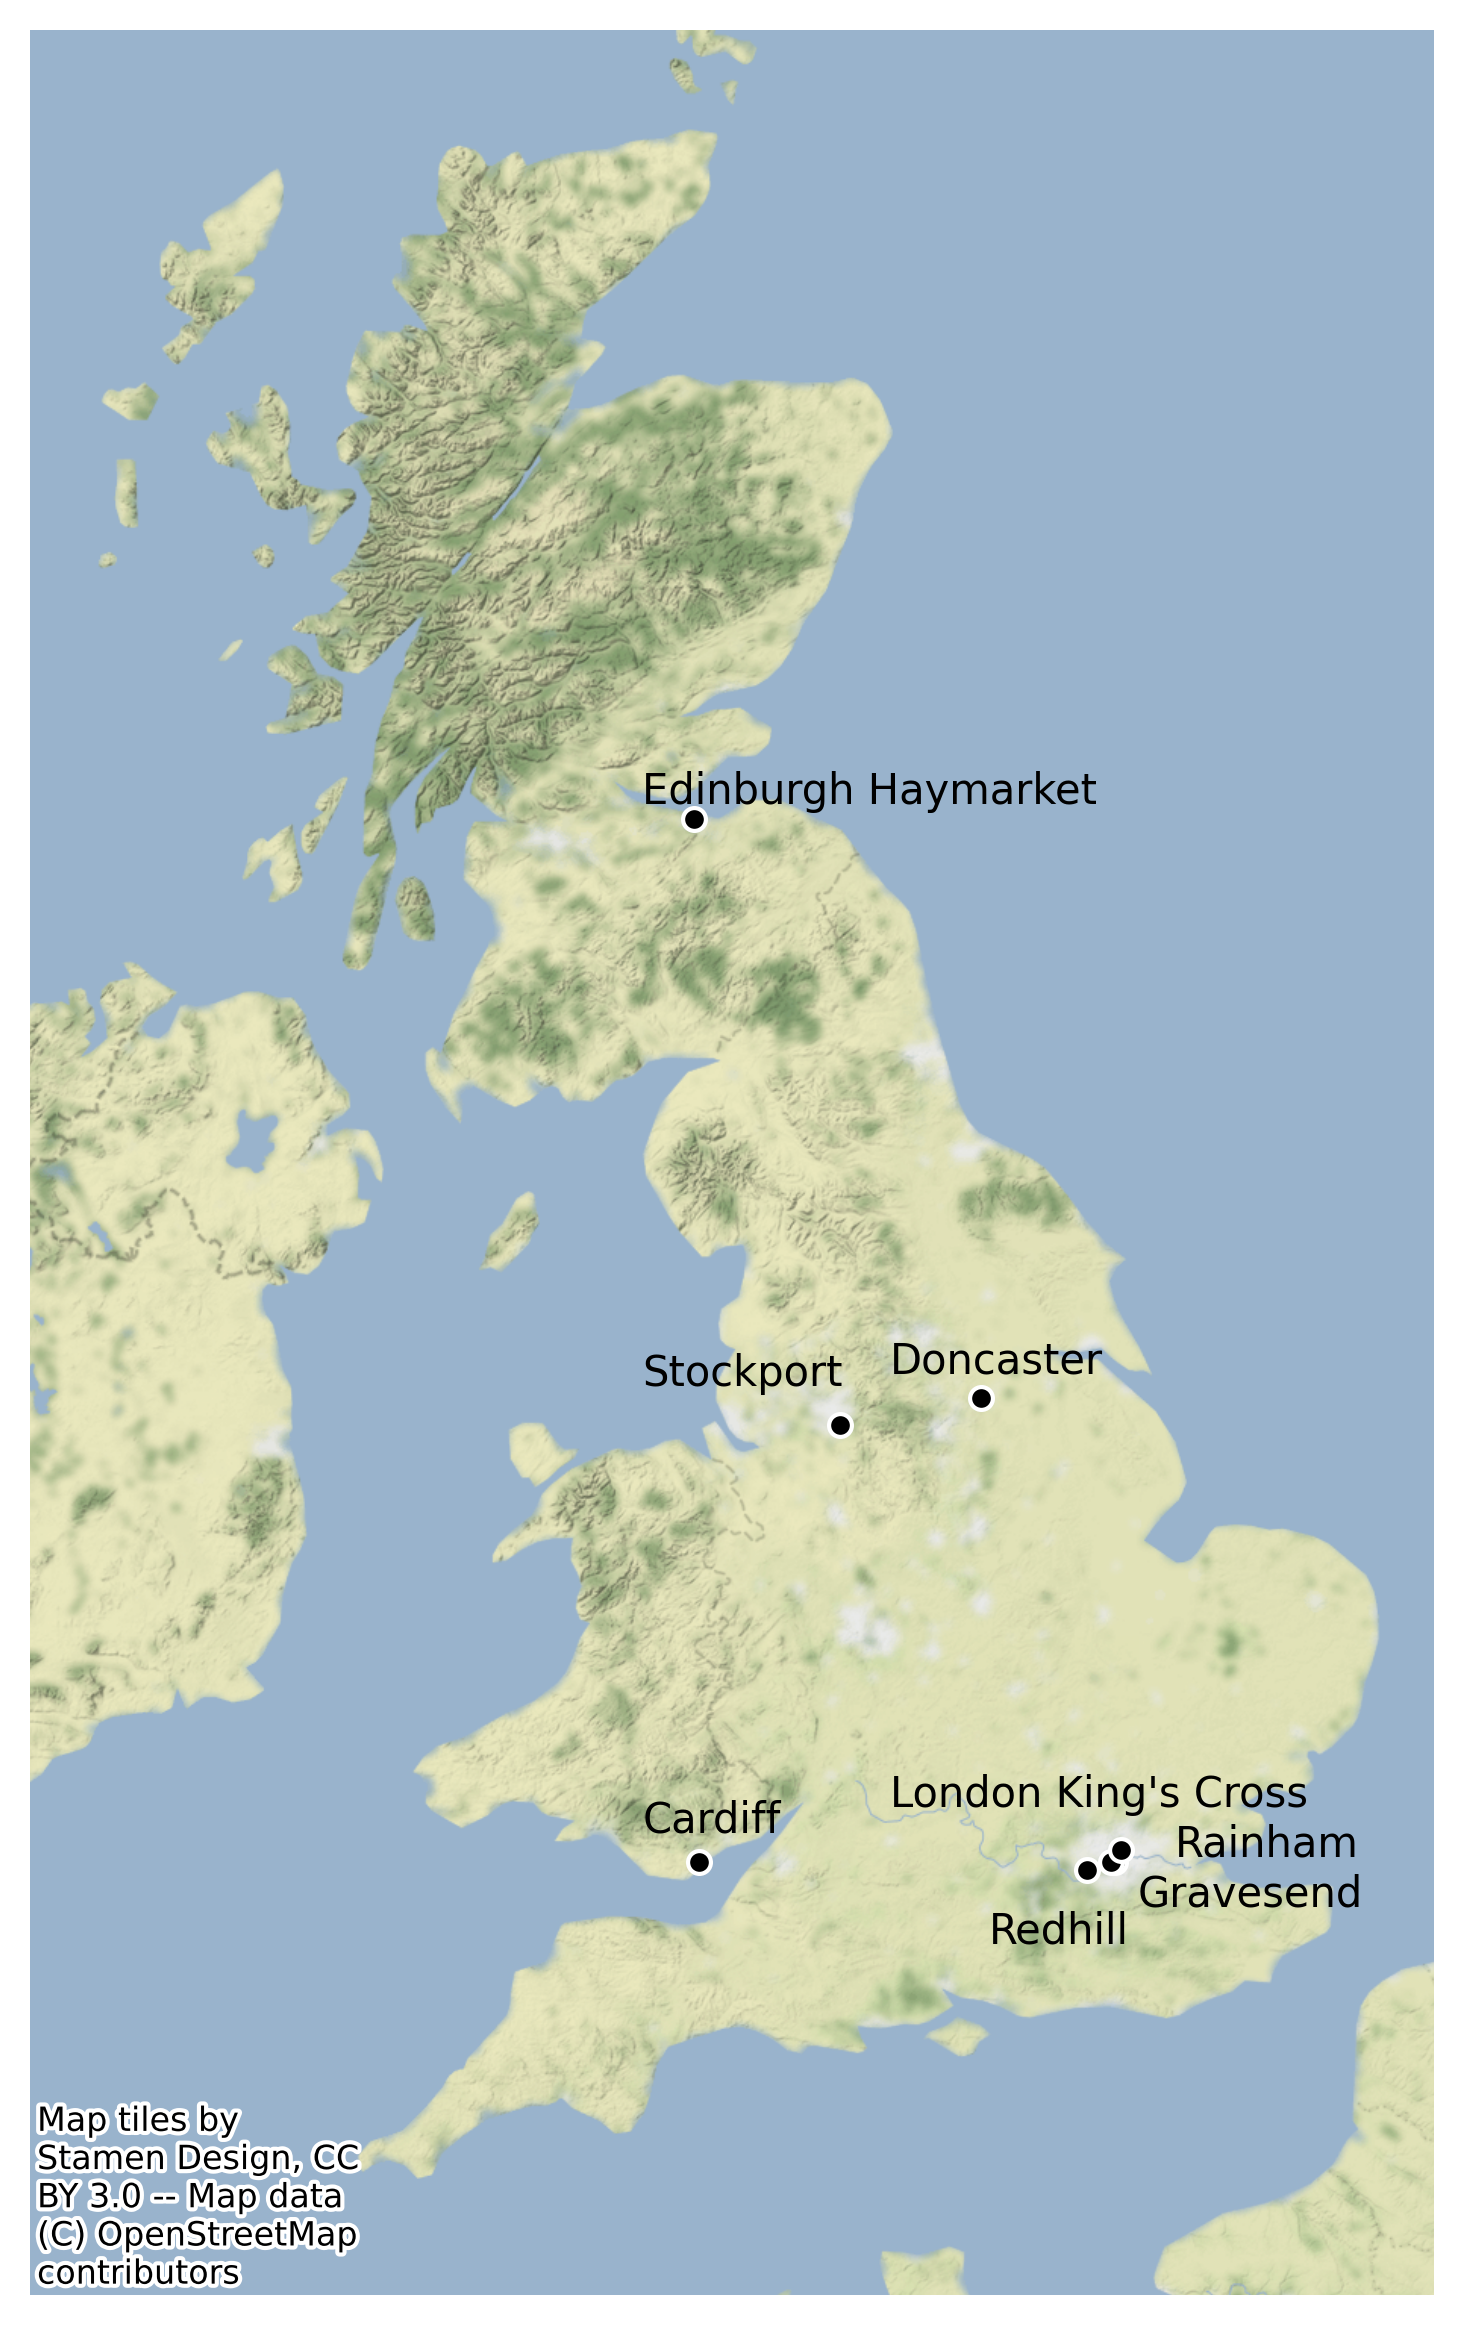 Edinburgh Haymarket
Doncaster
Stockport
London King's Cross
Cardiff
Rainham
Gravesend
Redhill
Map tiles by
Stamen Design, CC
BY 3.0 -- Map data
(C) OpenStreetMap
contributors